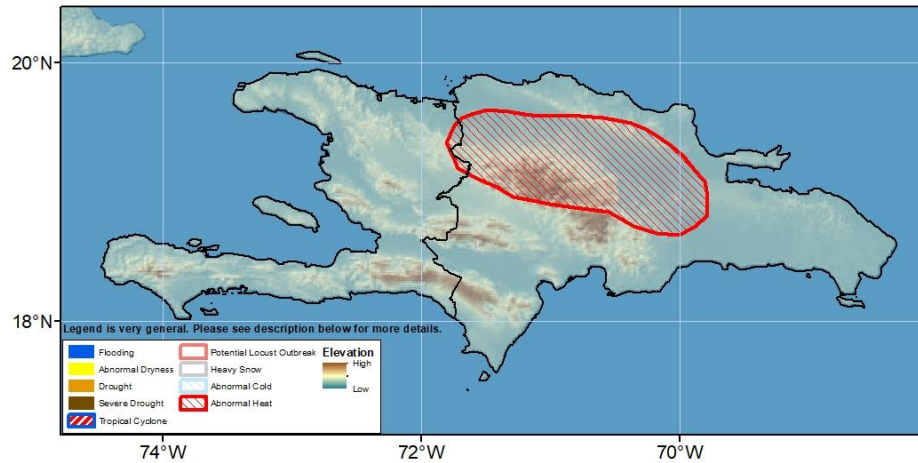 20°N
18°N
Legend is very general. Please see description below for more details.
Flooding
Abnormal Dryness
Drought
Severe Drought
Tropical Cyclone
Potential Locust Outbreak
Heavy Snow
Abnormal Cold
Abnormal Heat
Elevation
High
Low
74°W
72°W
70°W